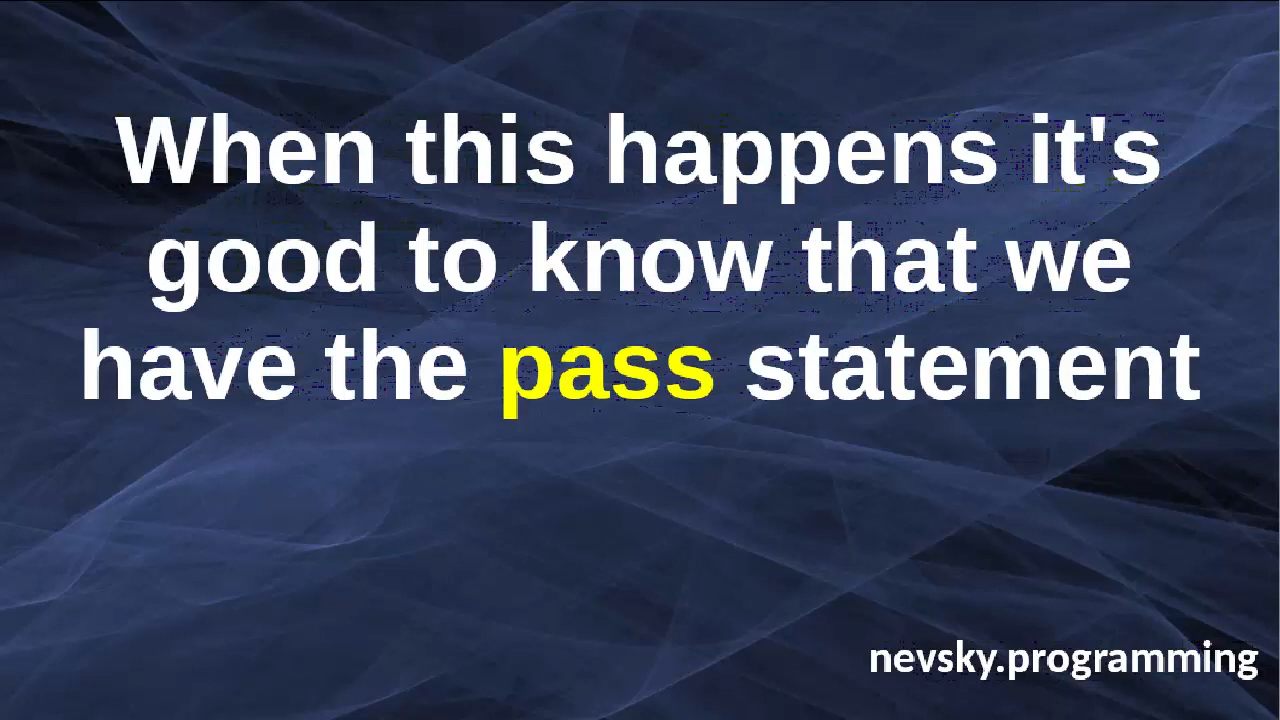 When this happens it's
good to know that we
have the pass statement
nevsky.programming